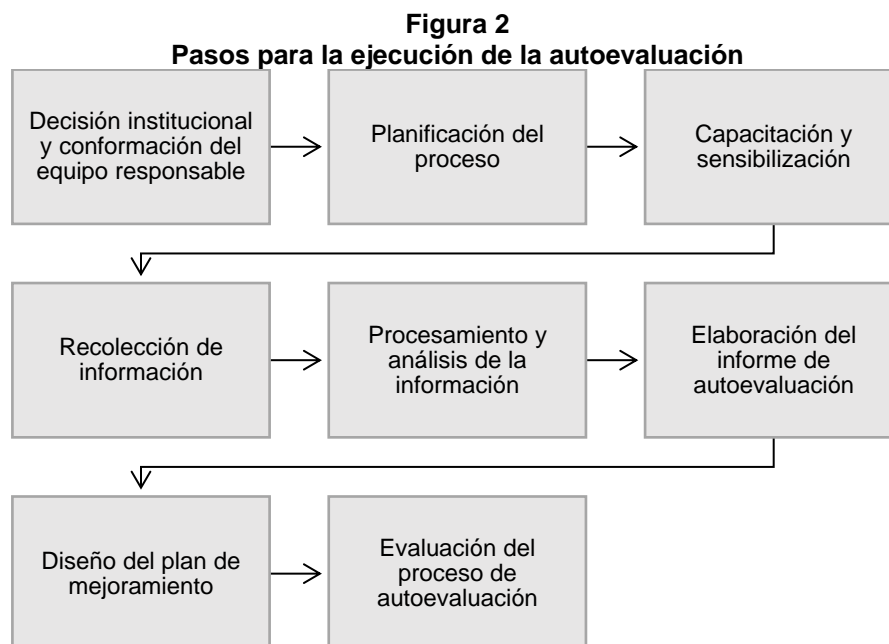 Figura 2
Pasos para la ejecución de la autoevaluación
Decisión institucional
y conformación del
equipo responsable
Planificación del
proceso
Capacitación y
sensibilización
Recolección de
información
Procesamiento y
análisis de la
información
Elaboración del
informe de
autoevaluación
Diseño del plan de
mejoramiento
Evaluación del
proceso de
autoevaluación